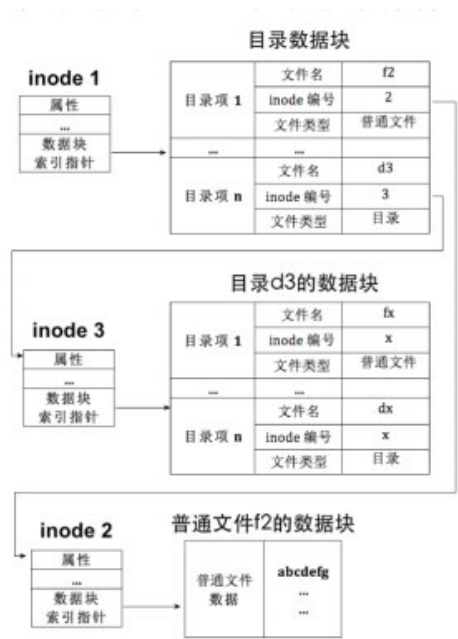 目录数据块
inode 1
属性
...
数据块
索引指针
目录项 1
文件名
f2
inode 编号
2
文件类型
普通文件
...
...
目录项 n
文件名
d3
inode 编号
3
文件类型
目录
目录d3的数据块
inode 3
属性
...
数据块
索引指针
目录项 1
文件名
fx
inode 编号
x
文件类型
普通文件
...
...
目录项 n
文件名
dx
inode 编号
x
文件类型
目录
普通文件f2的数据块
inode 2
属性
...
数据块
索引指针
普通文件
数据
abcdefg
...
...